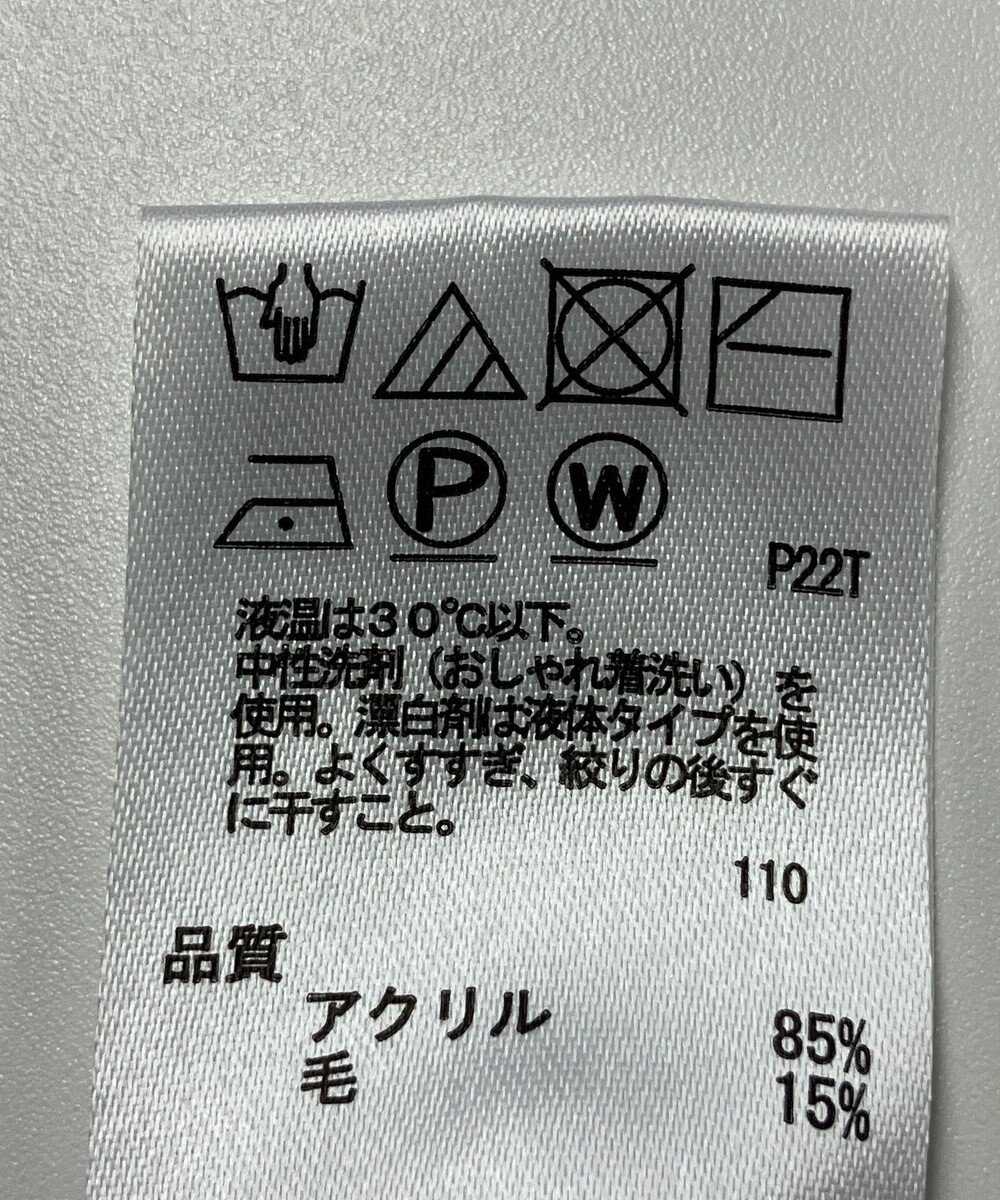 P
W
P22T
液温は３０℃以下。
中性洗剤（おしゃれ着洗い）を
使用。漂白剤は液体タイプを使
用。よくすすぎ、絞りの後すぐ
に干すこと。
110
品質
アクリル 85%
毛 15%